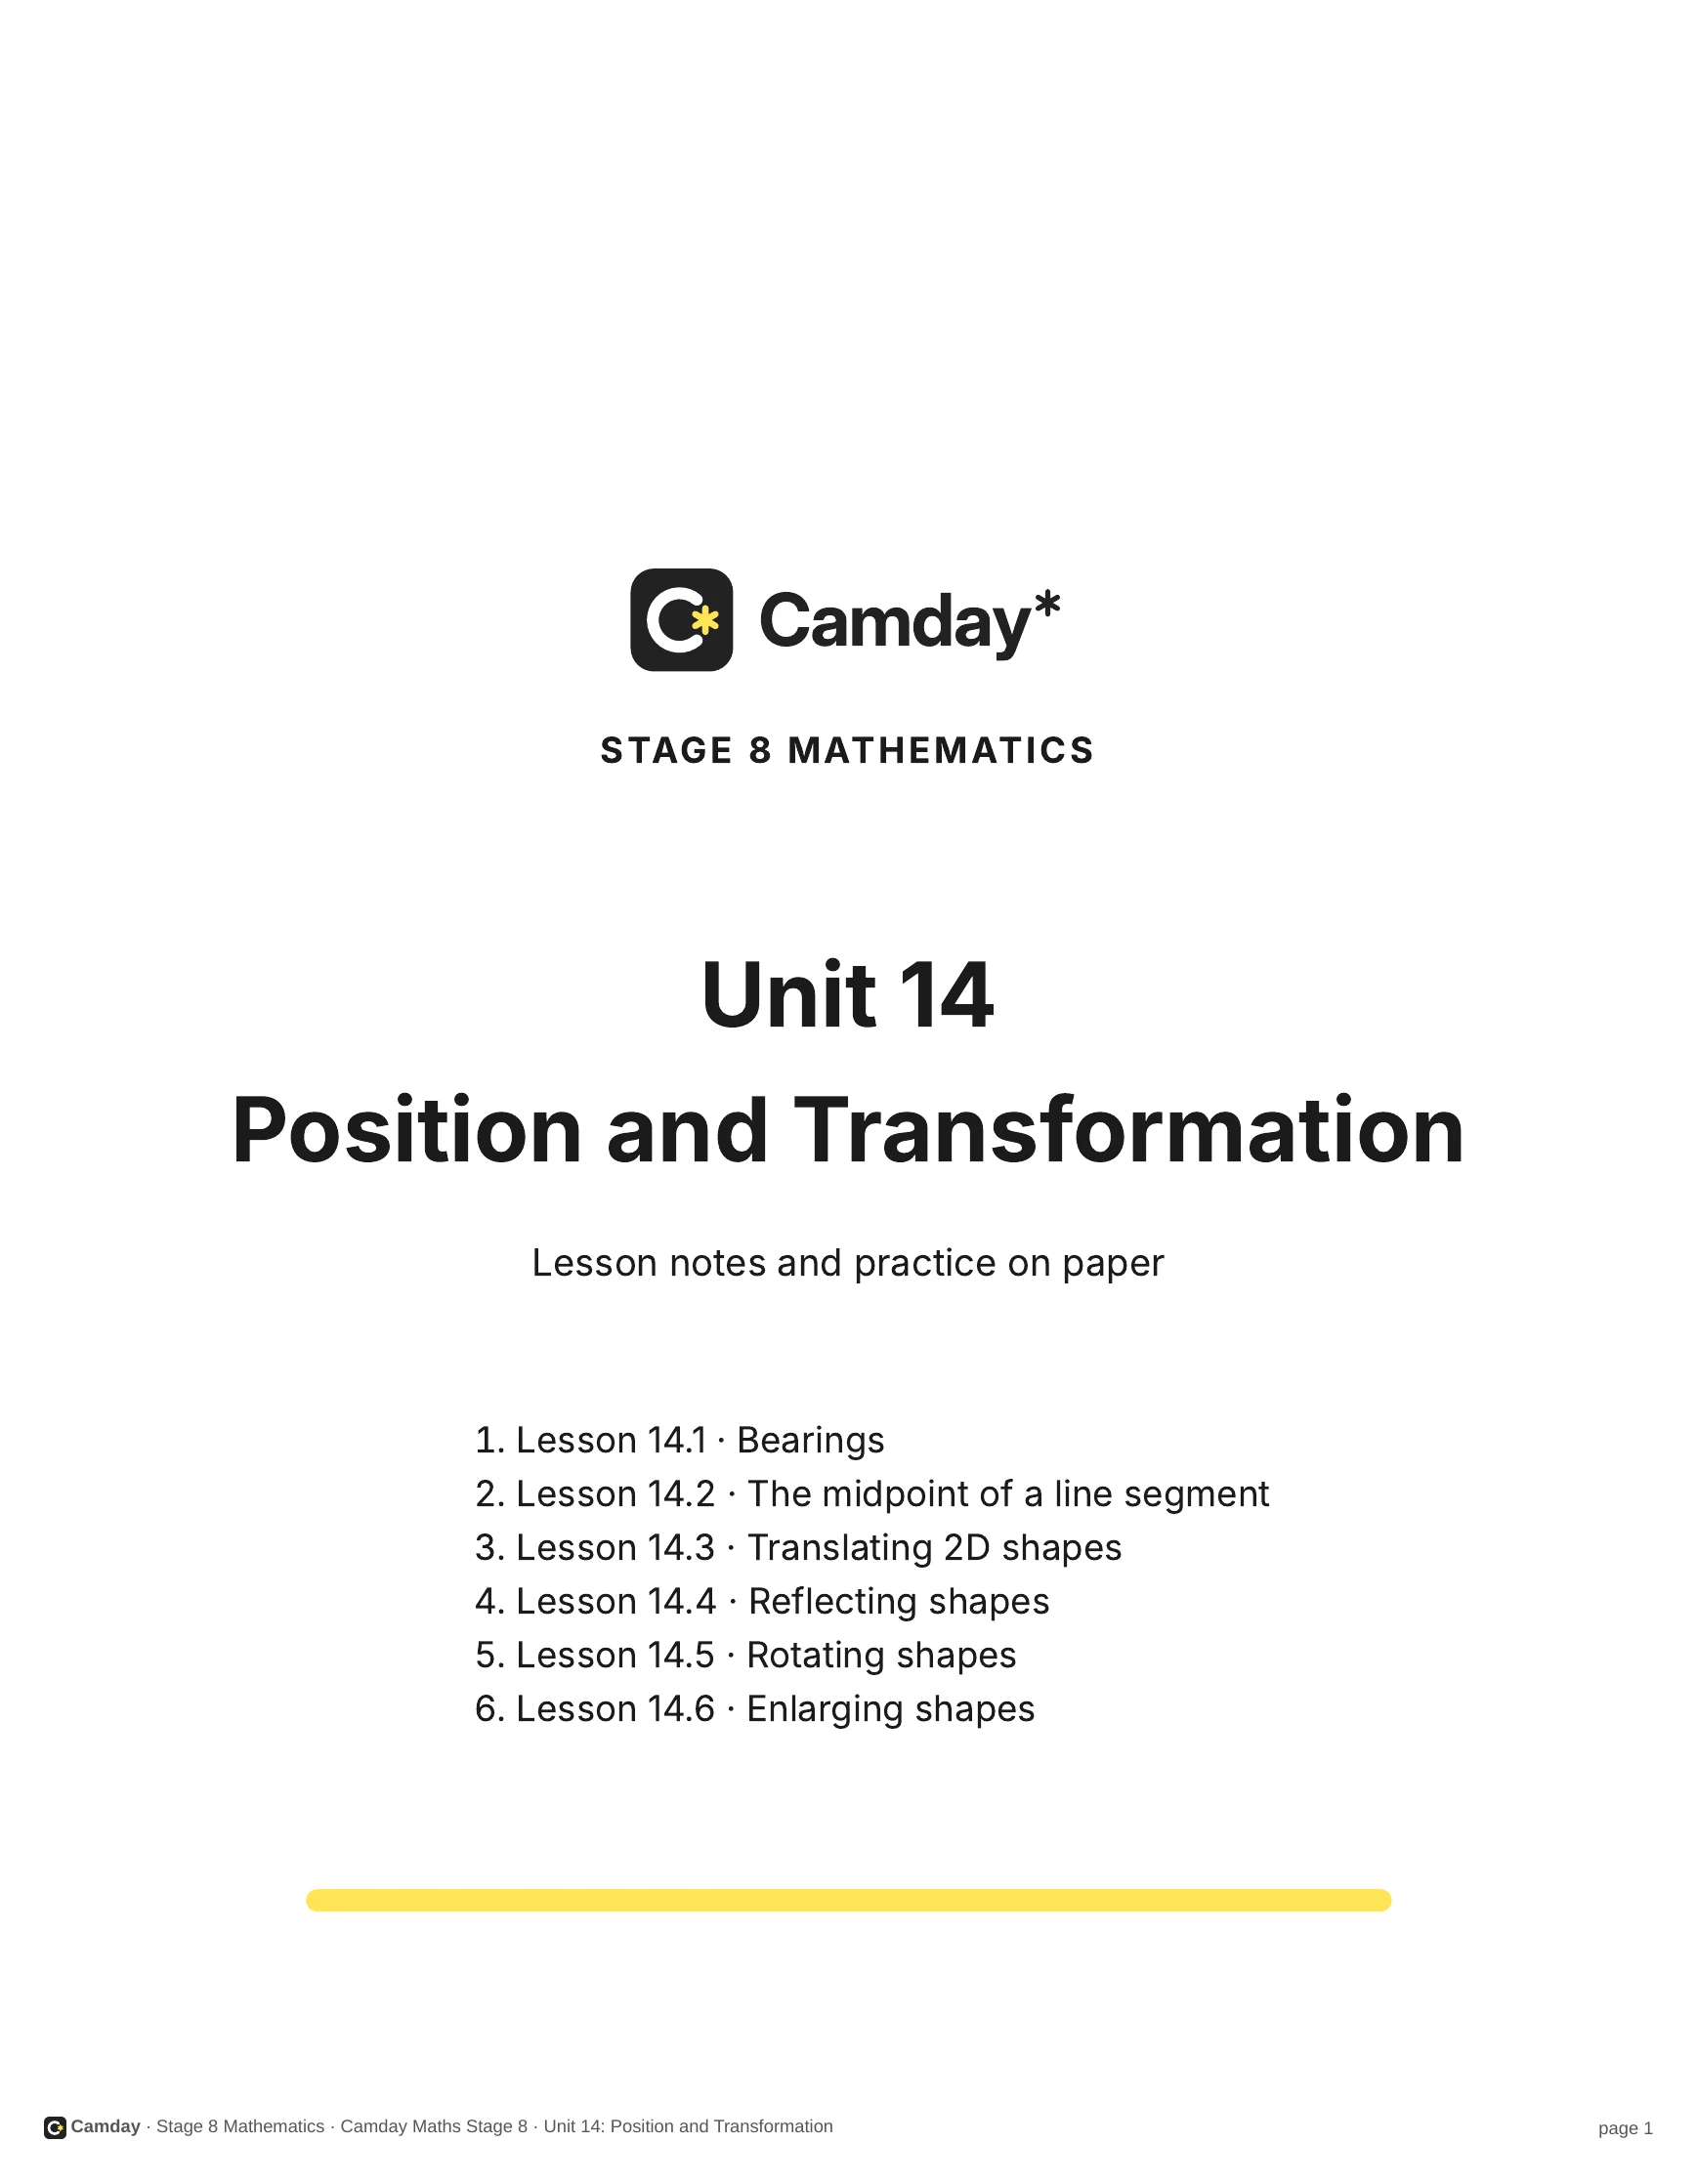 Camday*
STAGE 8 MATHEMATICS
Unit 14
Position and Transformation
Lesson notes and practice on paper
1. Lesson 14.1 · Bearings
2. Lesson 14.2 · The midpoint of a line segment
3. Lesson 14.3 · Translating 2D shapes
4. Lesson 14.4 · Reflecting shapes
5. Lesson 14.5 · Rotating shapes
6. Lesson 14.6 · Enlarging shapes
Camday · Stage 8 Mathematics · Camday Maths Stage 8 · Unit 14: Position and Transformation
page 1